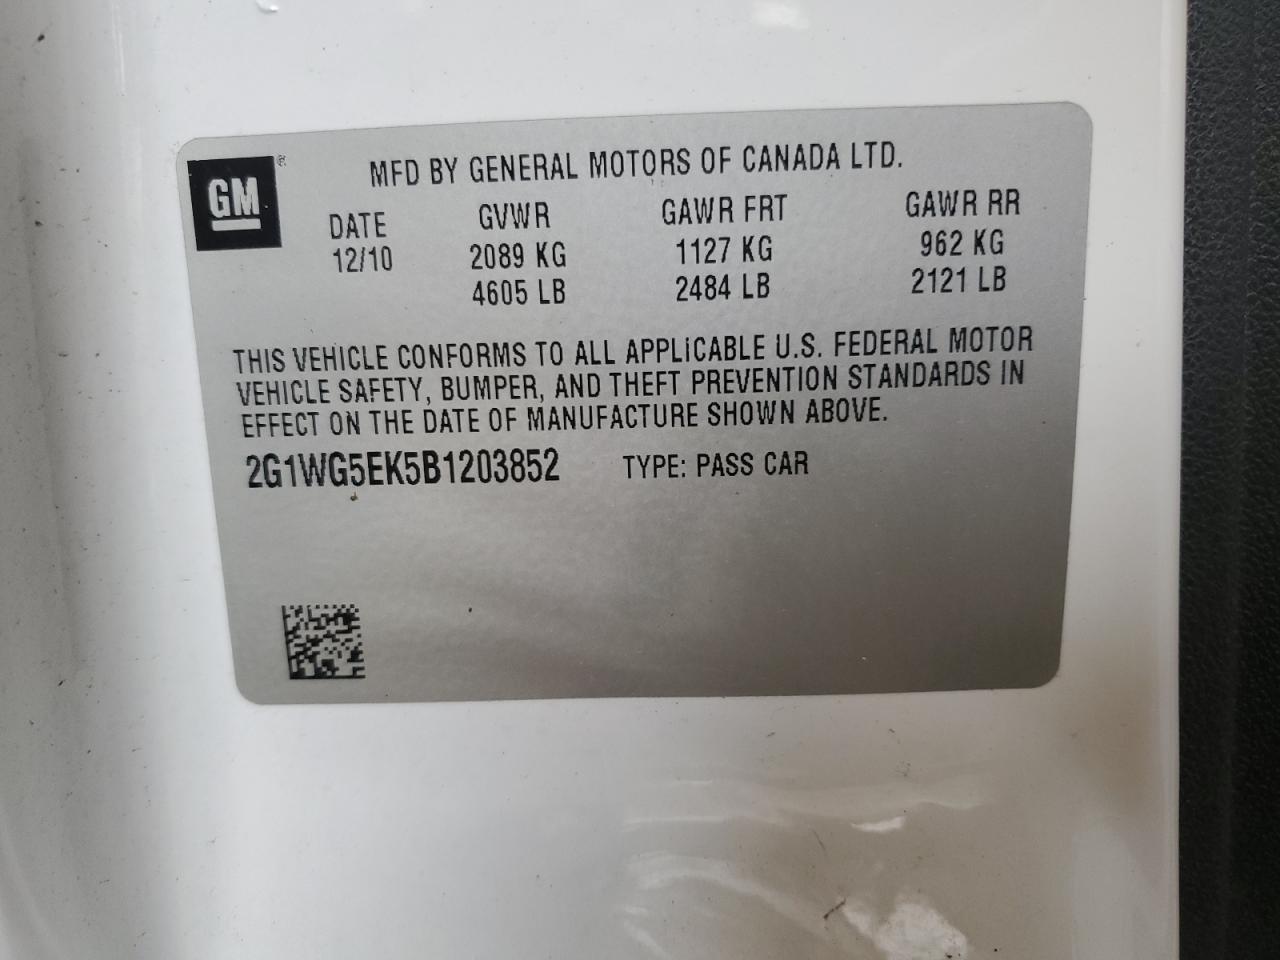 GM ®
MFD BY GENERAL MOTORS OF CANADA LTD.
DATE GVWR GAWR FRT GAWR RR
12/10 2089 KG 1127 KG 962 KG
4605 LB 2484 LB 2121 LB
THIS VEHICLE CONFORMS TO ALL APPLICABLE U.S. FEDERAL MOTOR
VEHICLE SAFETY, BUMPER, AND THEFT PREVENTION STANDARDS IN
EFFECT ON THE DATE OF MANUFACTURE SHOWN ABOVE.
2G1WG5EK5B1203852 TYPE: PASS CAR